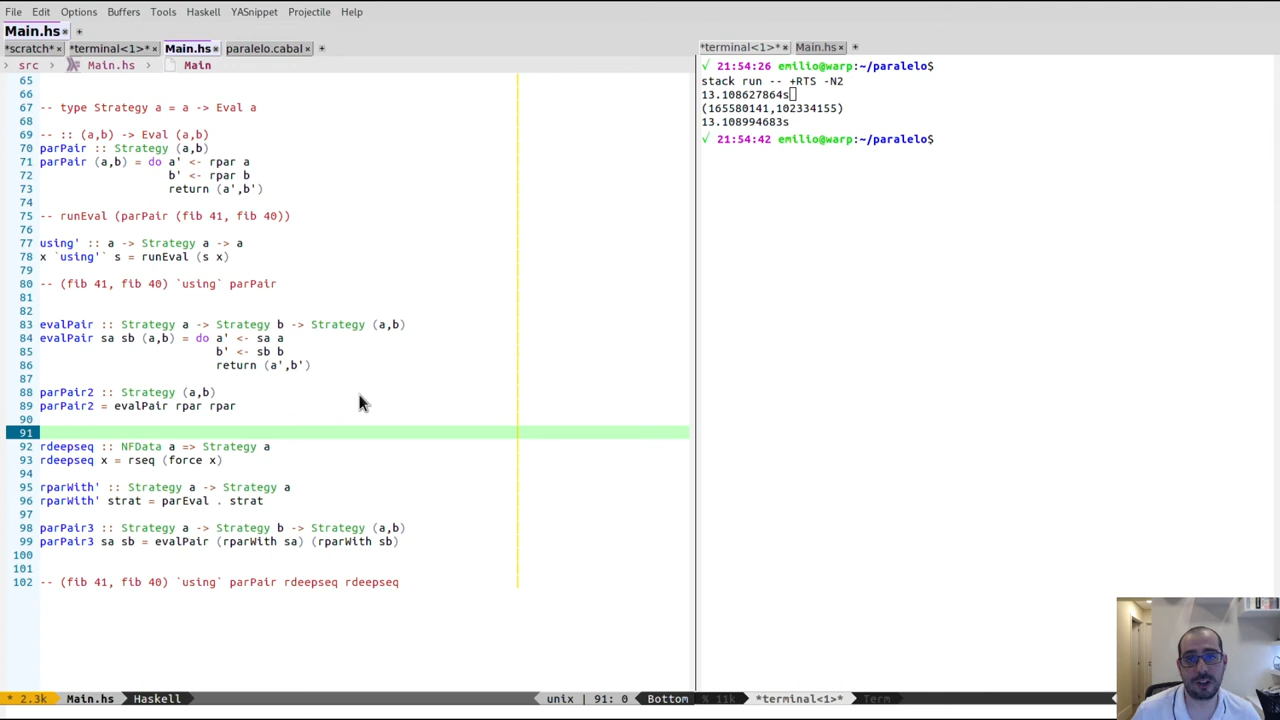 File Edit Options Buffers Tools Haskell YASnippet Projectile Help
Main.hs× +
*scratch*× *terminal<1>*× Main.hs× paralelo.cabal× +
› src › Main.hs › Main
65
66
67 -- type Strategy a = a -> Eval a
68
69 -- :: (a,b) -> Eval (a,b)
70 parPair :: Strategy (a,b)
71 parPair (a,b) = do a' <- rpar a
72 b' <- rpar b
73 return (a',b')
74
75 -- runEval (parPair (fib 41, fib 40))
76
77 using' :: a -> Strategy a -> a
78 x `using'` s = runEval (s x)
79
80 -- (fib 41, fib 40) `using` parPair
81
82
83 evalPair :: Strategy a -> Strategy b -> Strategy (a,b)
84 evalPair sa sb (a,b) = do a' <- sa a
85 b' <- sb b
86 return (a',b')
87
88 parPair2 :: Strategy (a,b)
89 parPair2 = evalPair rpar rpar
90
91
92 rdeepseq :: NFData a => Strategy a
93 rdeepseq x = rseq (force x)
94
95 rparWith' :: Strategy a -> Strategy a
96 rparWith' strat = parEval . strat
97
98 parPair3 :: Strategy a -> Strategy b -> Strategy (a,b)
99 parPair3 sa sb = evalPair (rparWith sa) (rparWith sb)
100
101
102 -- (fib 41, fib 40) `using` parPair rdeepseq rdeepseq
* 2.3k Main.hs Haskell unix | 91: 0 Bottom
*terminal<1>*× Main.hs× +
√ 21:54:26 emilio@warp:~/paralelo$
stack run -- +RTS -N2
13.108627864s
(165580141,102334155)
13.108994683s
√ 21:54:42 emilio@warp:~/paralelo$
% 11k *terminal<1>* Term